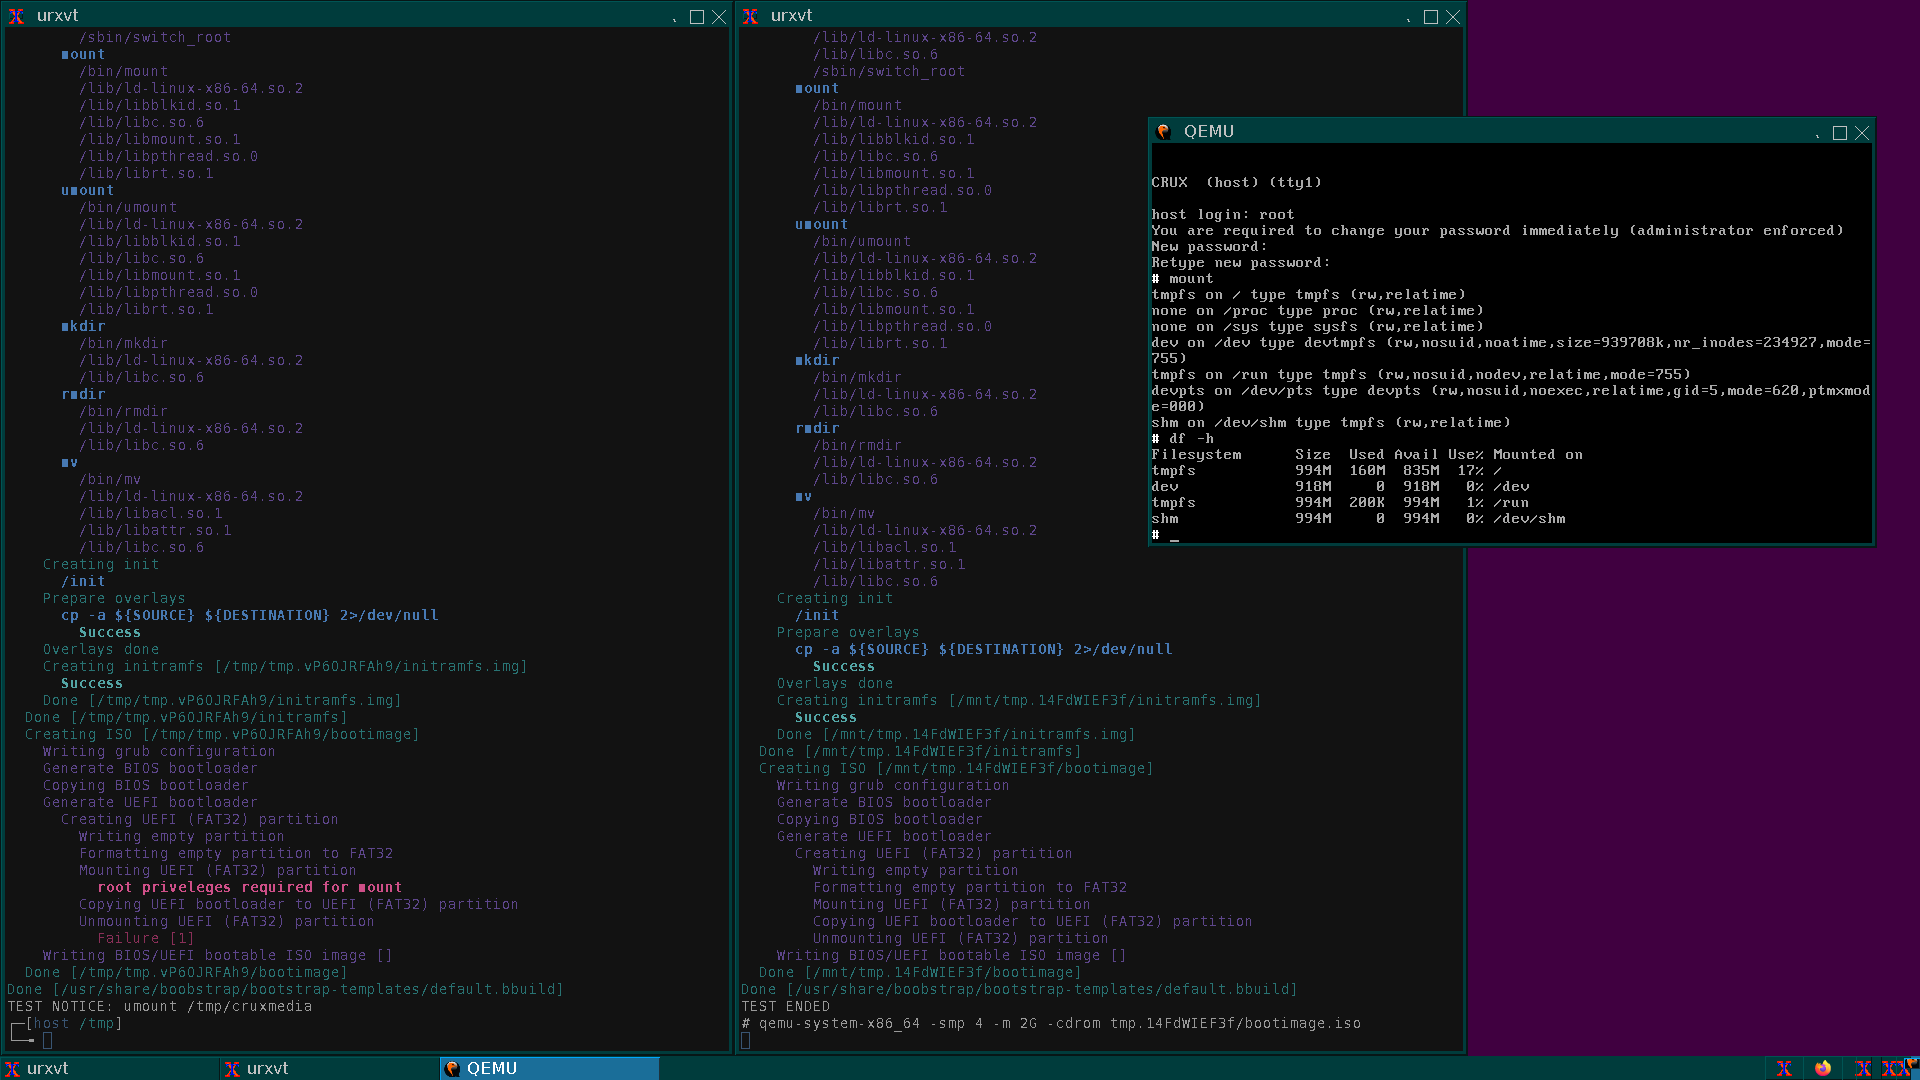 urxvt
/sbin/switch_root
mount
/bin/mount
/lib/ld-linux-x86-64.so.2
/lib/libblkid.so.1
/lib/libc.so.6
/lib/libmount.so.1
/lib/libpthread.so.0
/lib/librt.so.1
umount
/bin/umount
/lib/ld-linux-x86-64.so.2
/lib/libblkid.so.1
/lib/libc.so.6
/lib/libmount.so.1
/lib/libpthread.so.0
/lib/librt.so.1
mkdir
/bin/mkdir
/lib/ld-linux-x86-64.so.2
/lib/libc.so.6
rmdir
/bin/rmdir
/lib/ld-linux-x86-64.so.2
/lib/libc.so.6
mv
/bin/mv
/lib/ld-linux-x86-64.so.2
/lib/libacl.so.1
/lib/libattr.so.1
/lib/libc.so.6
Creating init
/init
Prepare overlays
cp -a ${SOURCE} ${DESTINATION} 2>/dev/null
Success
Overlays done
Creating initramfs [/tmp/tmp.vP6OJRFAh9/initramfs.img]
Success
Done [/tmp/tmp.vP6OJRFAh9/initramfs.img]
Done [/tmp/tmp.vP6OJRFAh9/initramfs]
Creating ISO [/tmp/tmp.vP6OJRFAh9/bootimage]
Writing grub configuration
Generate BIOS bootloader
Copying BIOS bootloader
Generate UEFI bootloader
Creating UEFI (FAT32) partition
Writing empty partition
Formatting empty partition to FAT32
Mounting UEFI (FAT32) partition
root priveleges required for mount
Copying UEFI bootloader to UEFI (FAT32) partition
Unmounting UEFI (FAT32) partition
Failure [1]
Writing BIOS/UEFI bootable ISO image []
Done [/tmp/tmp.vP6OJRFAh9/bootimage]
Done [/usr/share/boobstrap/bootstrap-templates/default.bbuild]
TEST NOTICE: umount /tmp/cruxmedia
[host /tmp]
urxvt
/lib/ld-linux-x86-64.so.2
/lib/libc.so.6
/sbin/switch_root
mount
/bin/mount
/lib/ld-linux-x86-64.so.2
/lib/libblkid.so.1
/lib/libc.so.6
/lib/libmount.so.1
/lib/libpthread.so.0
/lib/librt.so.1
umount
/bin/umount
/lib/ld-linux-x86-64.so.2
/lib/libblkid.so.1
/lib/libc.so.6
/lib/libmount.so.1
/lib/libpthread.so.0
/lib/librt.so.1
mkdir
/bin/mkdir
/lib/ld-linux-x86-64.so.2
/lib/libc.so.6
rmdir
/bin/rmdir
/lib/ld-linux-x86-64.so.2
/lib/libc.so.6
mv
/bin/mv
/lib/ld-linux-x86-64.so.2
/lib/libacl.so.1
/lib/libattr.so.1
/lib/libc.so.6
Creating init
/init
Prepare overlays
cp -a ${SOURCE} ${DESTINATION} 2>/dev/null
Success
Overlays done
Creating initramfs [/mnt/tmp.14FdWIEF3f/initramfs.img]
Success
Done [/mnt/tmp.14FdWIEF3f/initramfs.img]
Done [/mnt/tmp.14FdWIEF3f/initramfs]
Creating ISO [/mnt/tmp.14FdWIEF3f/bootimage]
Writing grub configuration
Generate BIOS bootloader
Copying BIOS bootloader
Generate UEFI bootloader
Creating UEFI (FAT32) partition
Writing empty partition
Formatting empty partition to FAT32
Mounting UEFI (FAT32) partition
Copying UEFI bootloader to UEFI (FAT32) partition
Unmounting UEFI (FAT32) partition
Writing BIOS/UEFI bootable ISO image []
Done [/mnt/tmp.14FdWIEF3f/bootimage]
Done [/usr/share/boobstrap/bootstrap-templates/default.bbuild]
TEST ENDED
# qemu-system-x86_64 -smp 4 -m 2G -cdrom tmp.14FdWIEF3f/bootimage.iso
QEMU
CRUX  (host) (tty1)
host login: root
You are required to change your password immediately (administrator enforced)
New password:
Retype new password:
# mount
tmpfs on / type tmpfs (rw,relatime)
none on /proc type proc (rw,relatime)
none on /sys type sysfs (rw,relatime)
dev on /dev type devtmpfs (rw,nosuid,noatime,size=939708k,nr_inodes=234927,mode=
755)
tmpfs on /run type tmpfs (rw,nosuid,nodev,relatime,mode=755)
devpts on /dev/pts type devpts (rw,nosuid,noexec,relatime,gid=5,mode=620,ptmxmod
e=000)
shm on /dev/shm type tmpfs (rw,relatime)
# df -h
Filesystem      Size  Used Avail Use% Mounted on
tmpfs           994M  160M  835M  17% /
dev             918M     0  918M   0% /dev
tmpfs           994M  200K  994M   1% /run
shm             994M     0  994M   0% /dev/shm
# _
urxvt
urxvt
QEMU